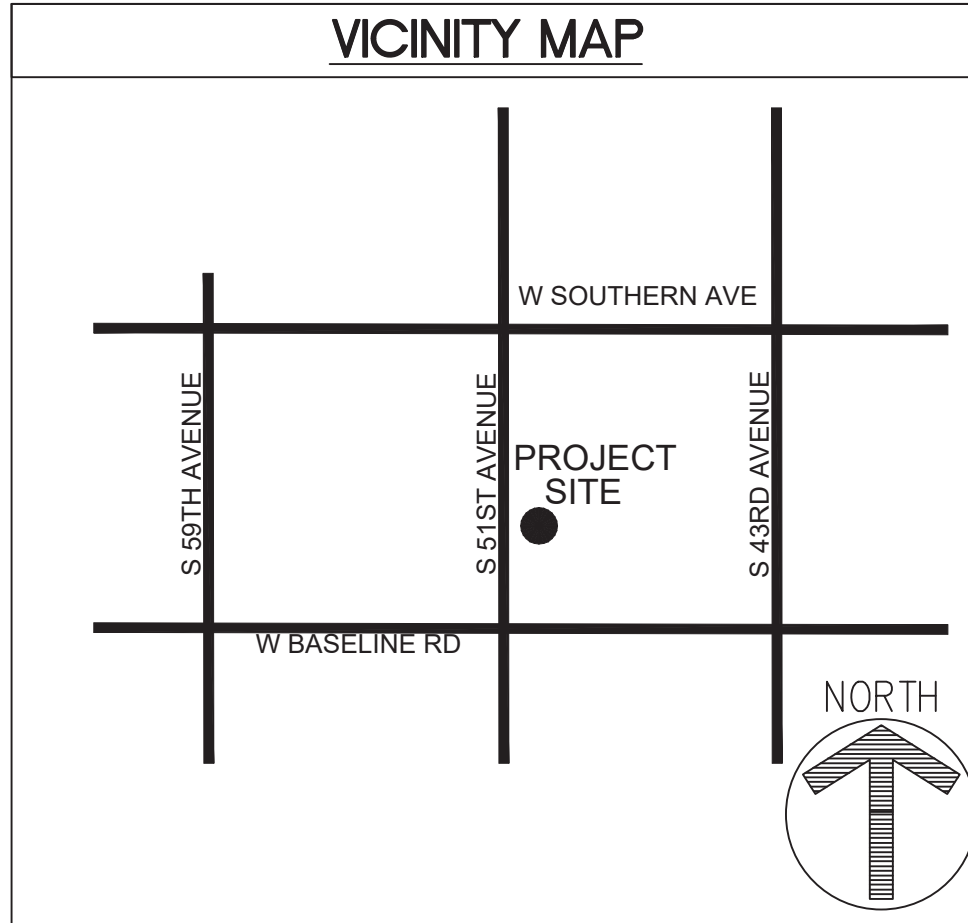 VICINITY MAP
W SOUTHERN AVE
S 59TH AVENUE
S 51ST AVENUE
S 43RD AVENUE
PROJECT
SITE
W BASELINE RD
NORTH